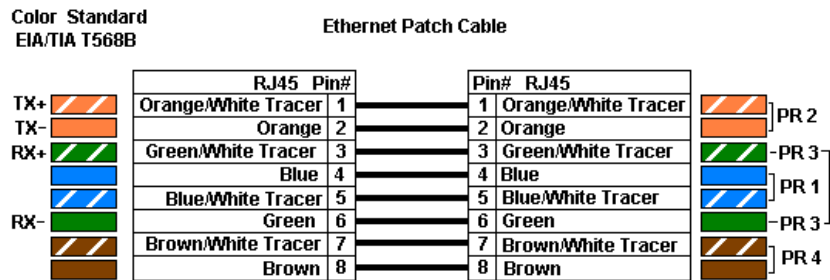 Color Standard
EIA/TIA T568B
Ethernet Patch Cable
RJ45 Pin# Pin# RJ45
TX+ Orange/White Tracer 1 1 Orange/White Tracer
TX- Orange 2 2 Orange PR 2
RX+ Green/White Tracer 3 3 Green/White Tracer PR 3
Blue 4 4 Blue
Blue/White Tracer 5 5 Blue/White Tracer PR 1
RX- Green 6 6 Green PR 3
Brown/White Tracer 7 7 Brown/White Tracer
Brown 8 8 Brown PR 4